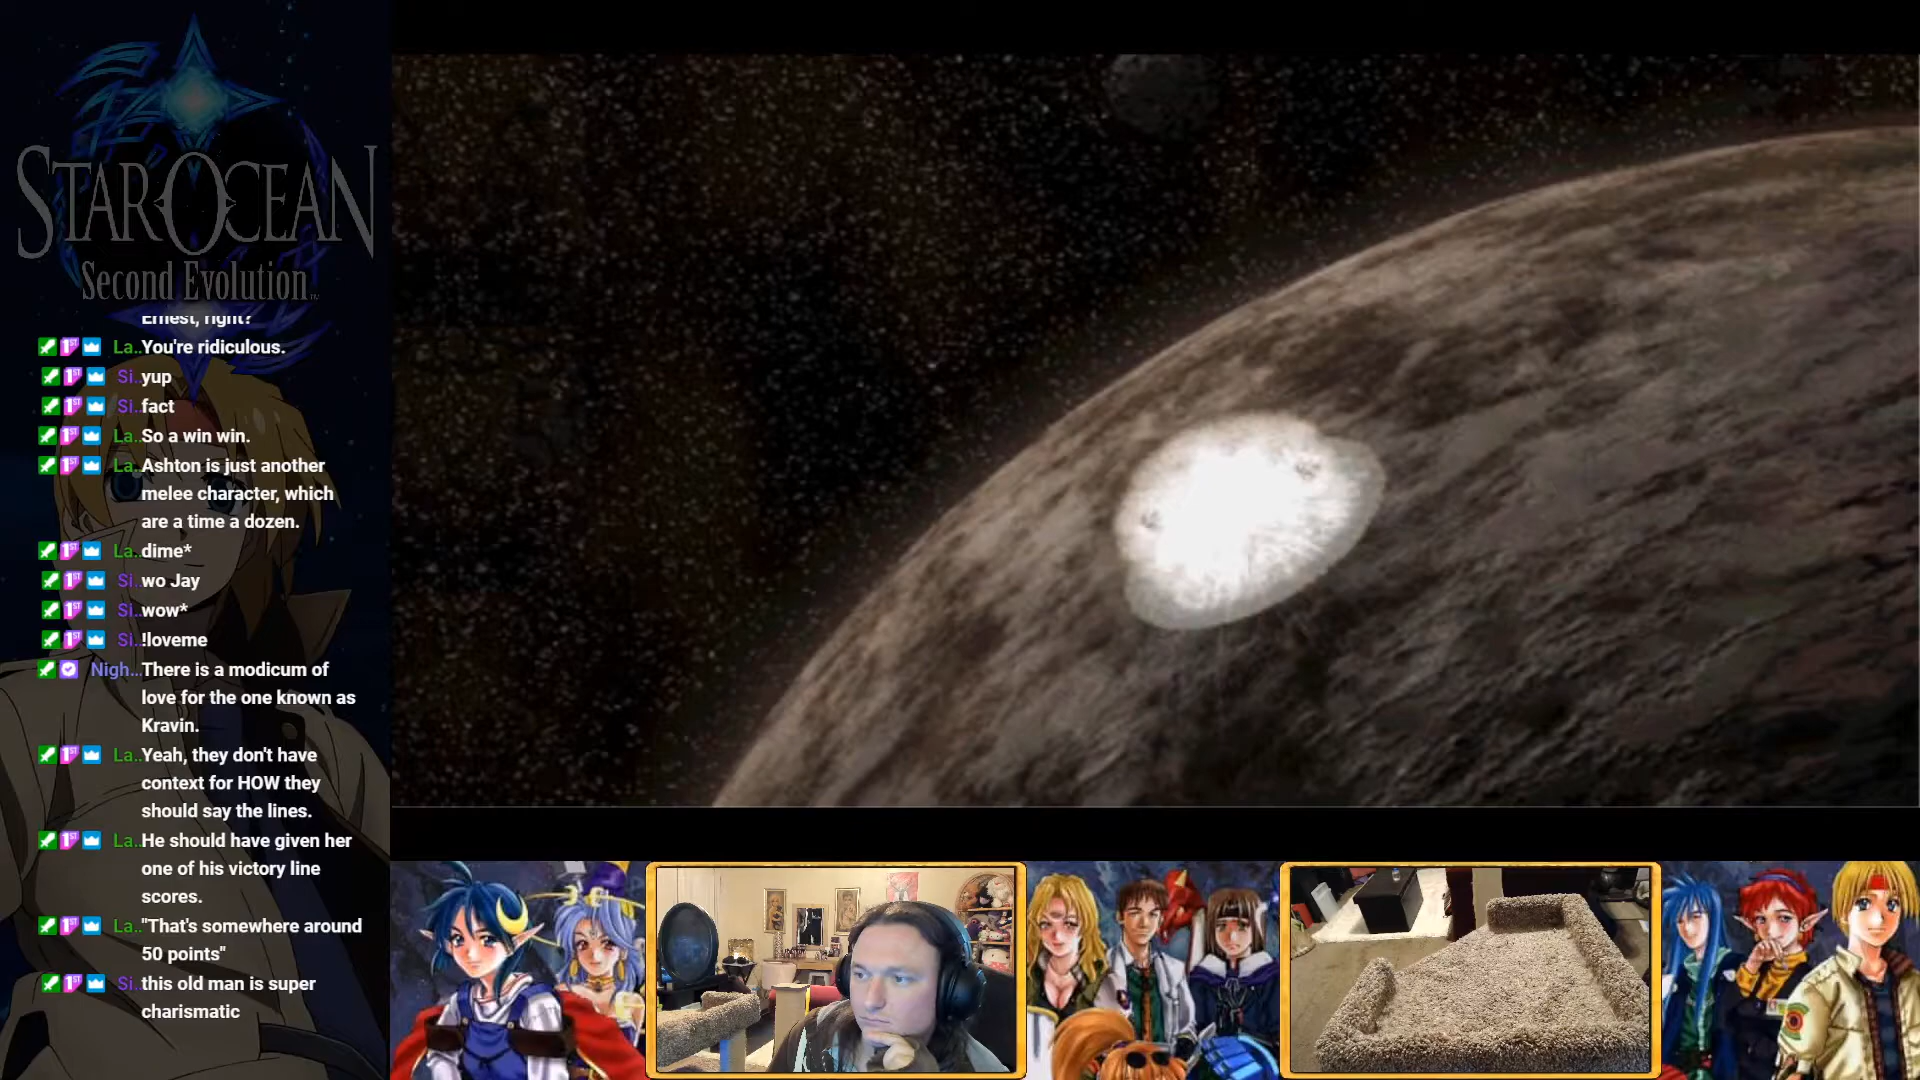 STAR OCEAN
Second Evolution™
Ernest, right?
La..You're ridiculous.
Si..yup
Si..fact
La..So a win win.
La..Ashton is just another
melee character, which
are a time a dozen.
La..dime*
Si..wo Jay
Si..wow*
Si..!loveme
Nigh...There is a modicum of
love for the one known as
Kravin.
La..Yeah, they don't have
context for HOW they
should say the lines.
La..He should have given her
one of his victory line
scores.
La.."That's somewhere around
50 points"
Si..this old man is super
charismatic